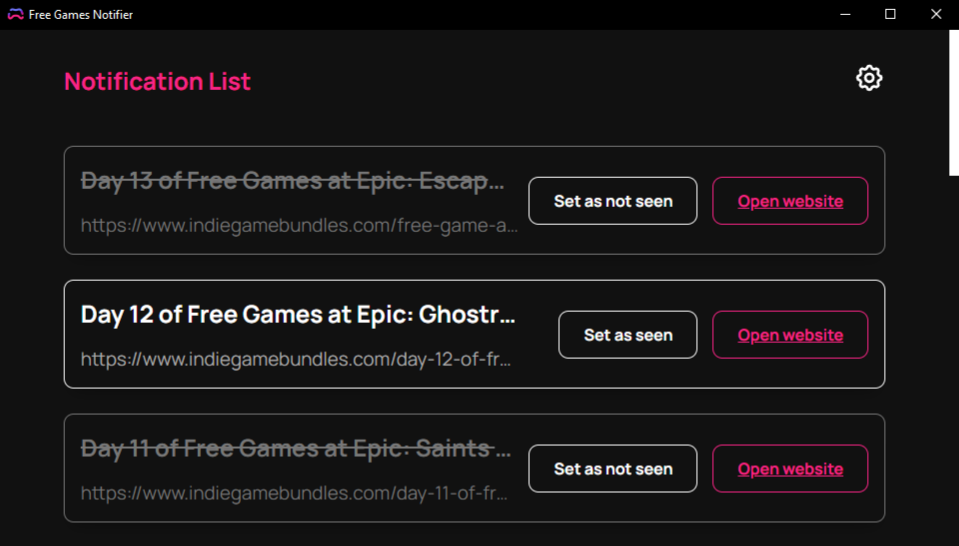 Free Games Notifier
Notification List
Day 13 of Free Games at Epic: Escap...
https://www.indiegamebundles.com/free-game-a...
Set as not seen
Open website
Day 12 of Free Games at Epic: Ghostr...
https://www.indiegamebundles.com/day-12-of-fr...
Set as seen
Open website
Day 11 of Free Games at Epic: Saints ...
https://www.indiegamebundles.com/day-11-of-fr...
Set as not seen
Open website